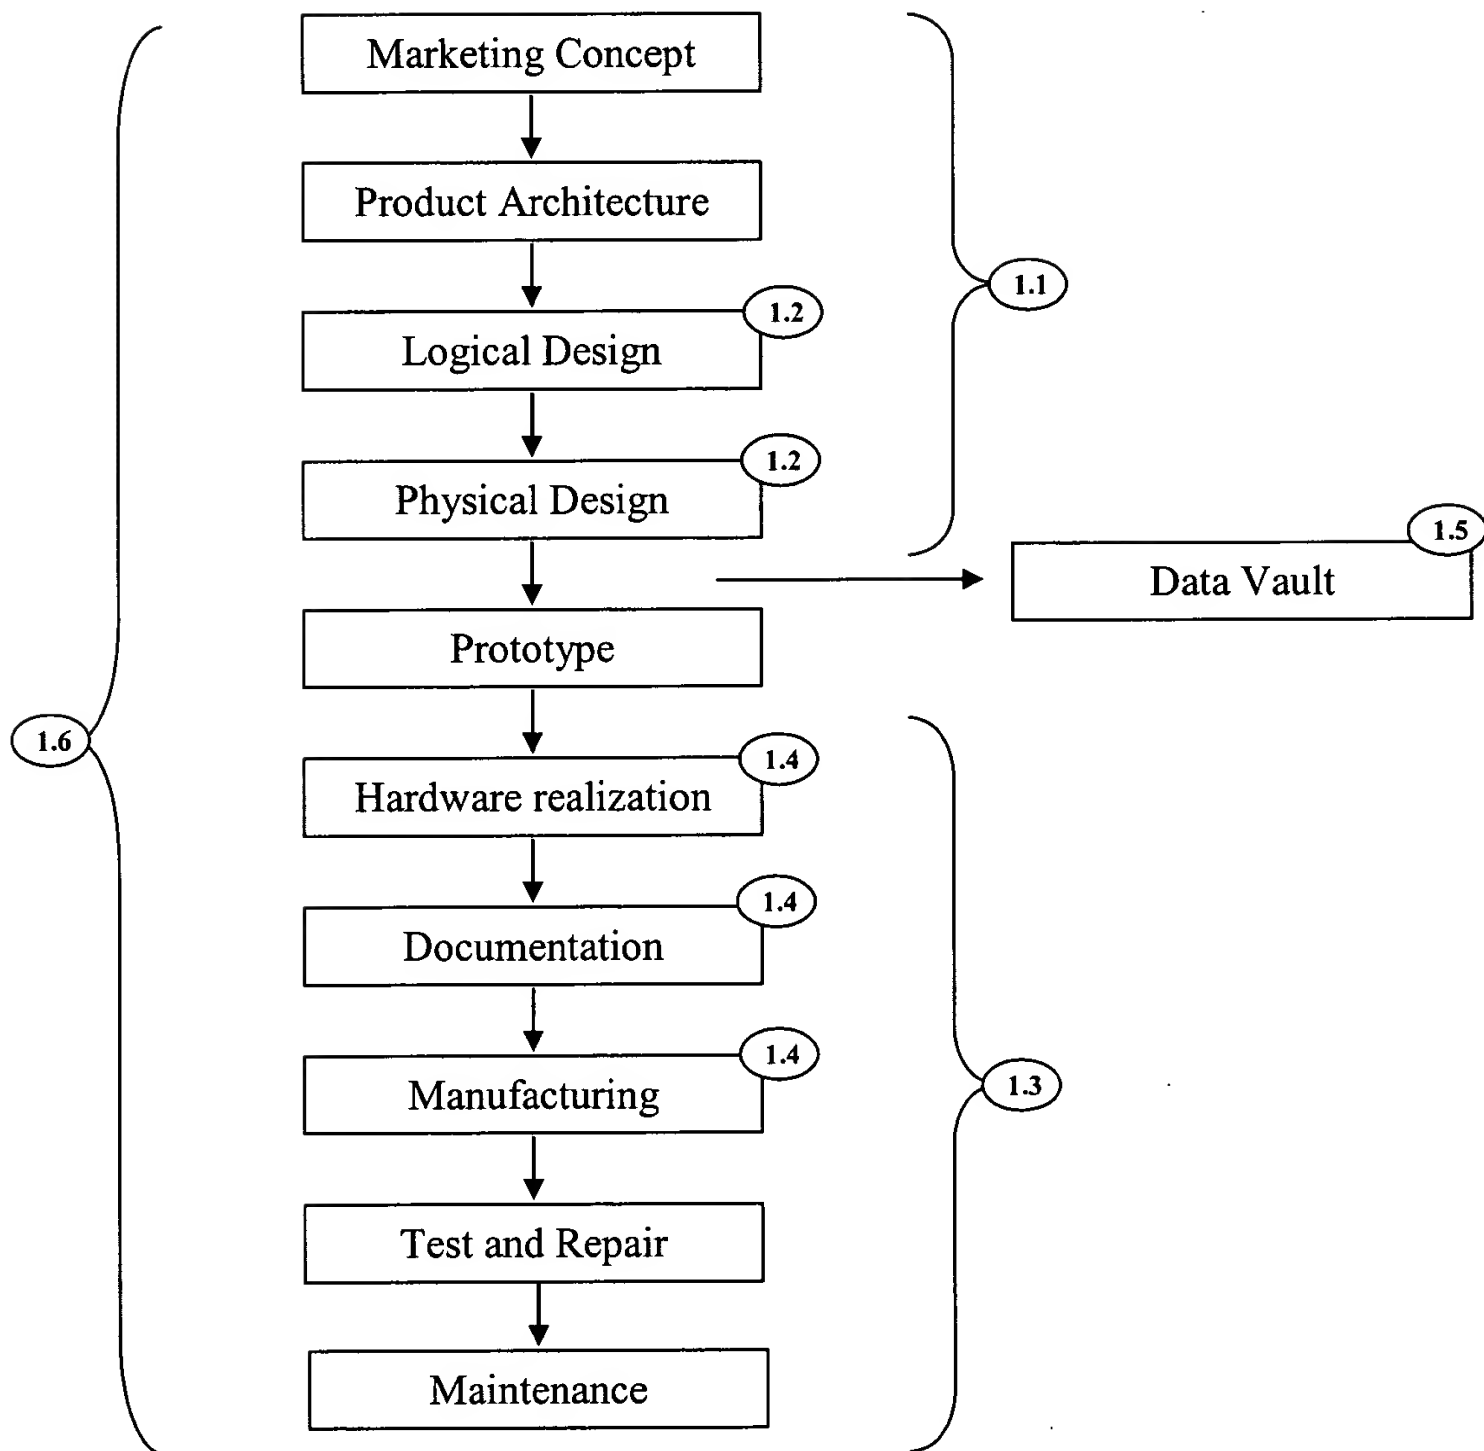 Marketing Concept
Product Architecture
1.1
1.2
Logical Design
1.2
Physical Design
1.5
Data Vault
Prototype
1.6
1.4
Hardware realization
1.4
Documentation
1.4
Manufacturing
1.3
Test and Repair
Maintenance